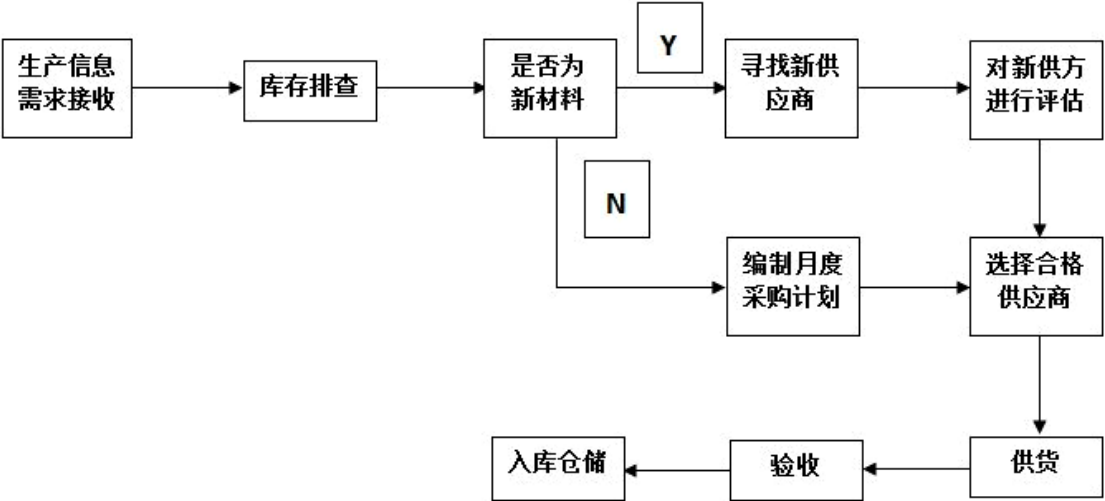 生产信息
需求接收
库存排查
是否为
新材料
Y
寻找新供
应商
对新供方
进行评估
N
编制月度
采购计划
选择合格
供应商
供货
验收
入库仓储